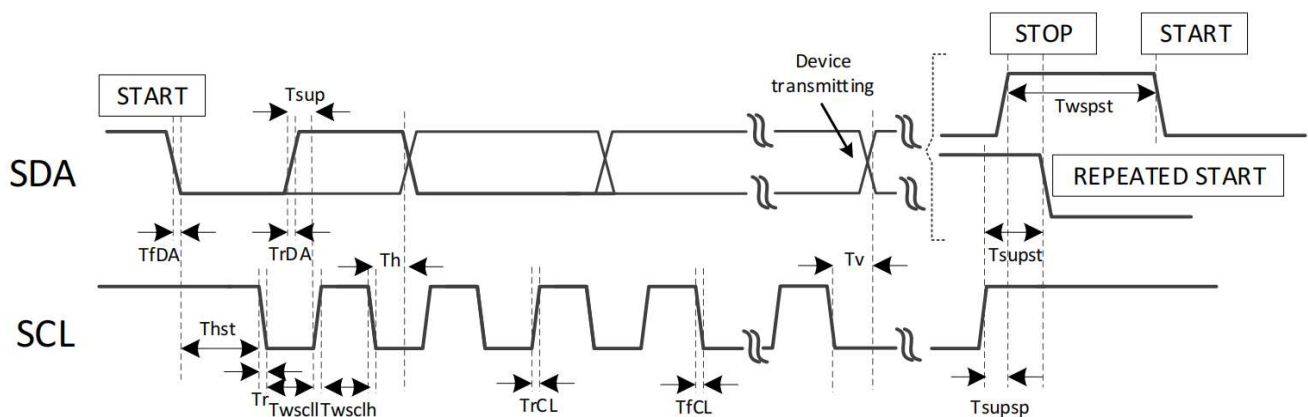 STOP
START
Device
transmitting
START
Tsup
Twspst
SDA
REPEATED START
TfDA
TrDA
Th
Tv
Tsupst
SCL
Thst
Tr
Twscll
Twsclh
TrCL
TfCL
Tsupsp